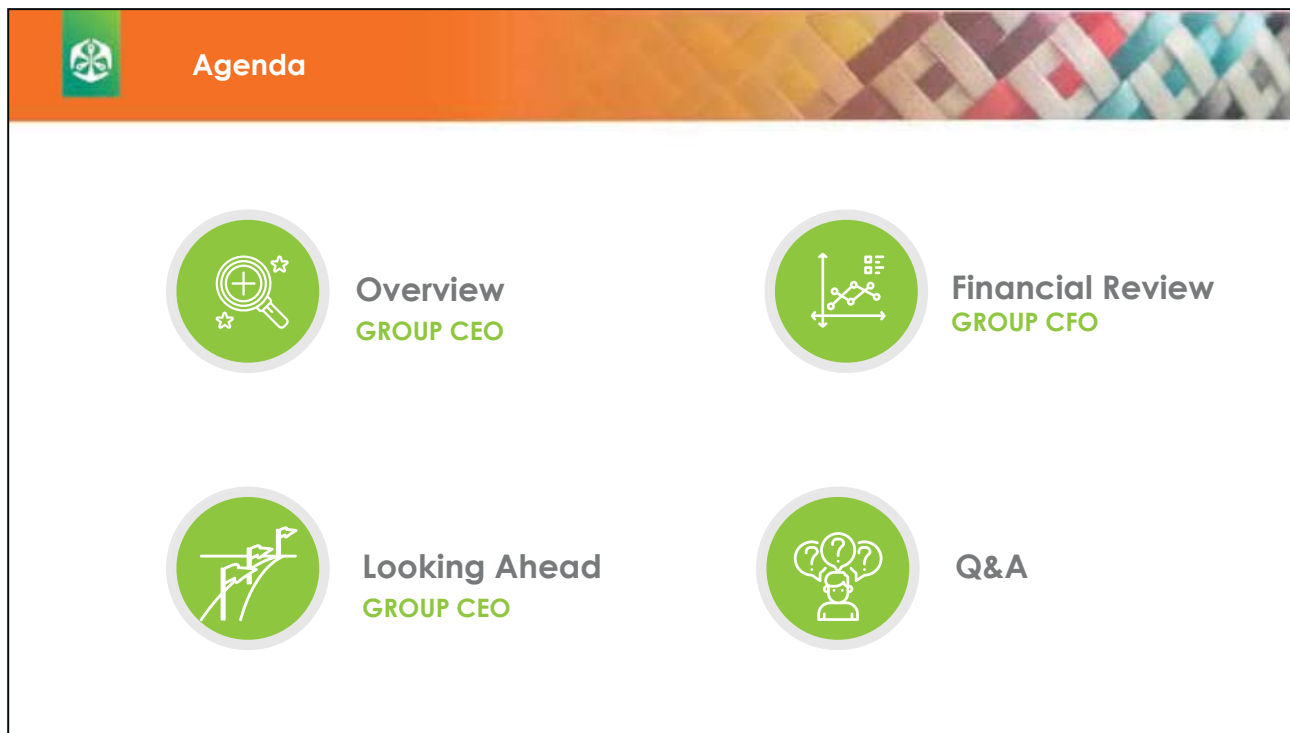 Agenda
Overview
GROUP CEO
Financial Review
GROUP CFO
Looking Ahead
GROUP CEO
Q&A